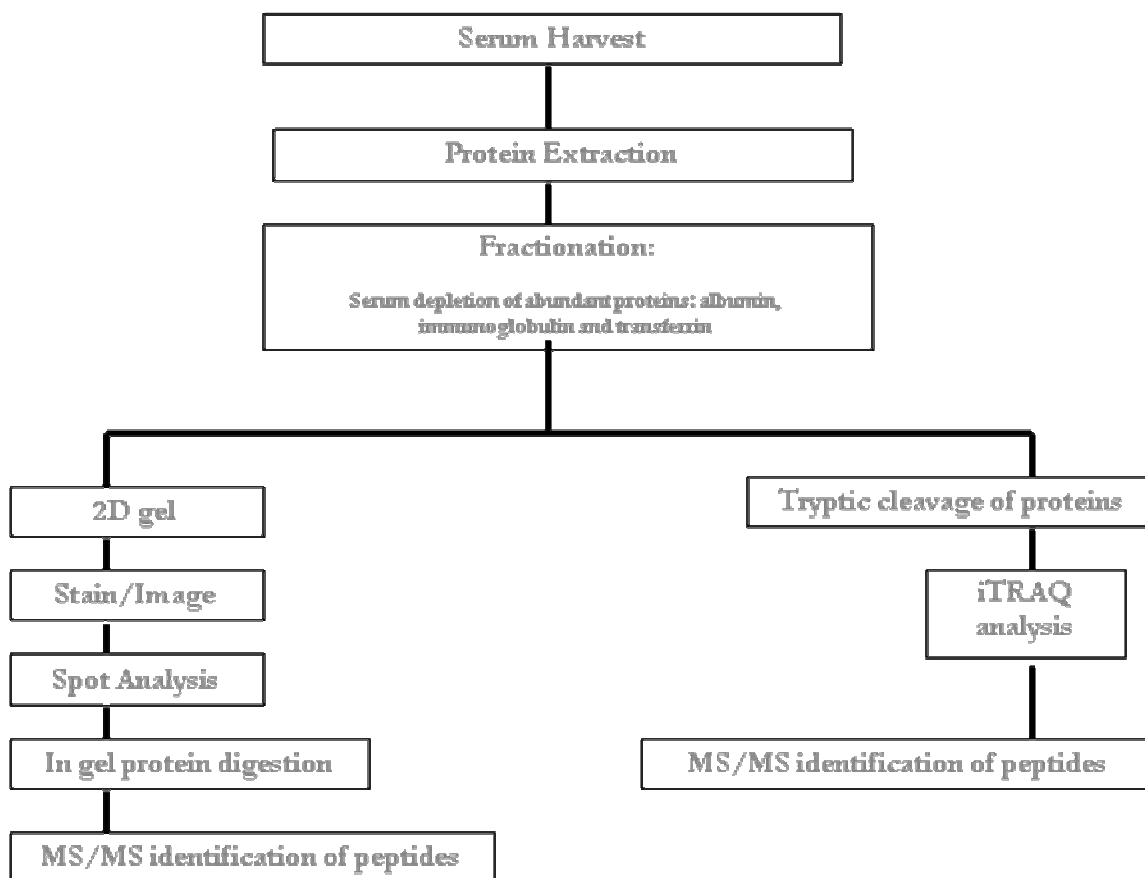 Serum Harvest
Protein Extraction
Fractionation:
Serum depletion of abundant proteins: albumin,
immunoglobulin and transferrin
2D gel
Stain/Image
Spot Analysis
In gel protein digestion
MS/MS identification of peptides
Tryptic cleavage of proteins
iTRAQ
analysis
MS/MS identification of peptides